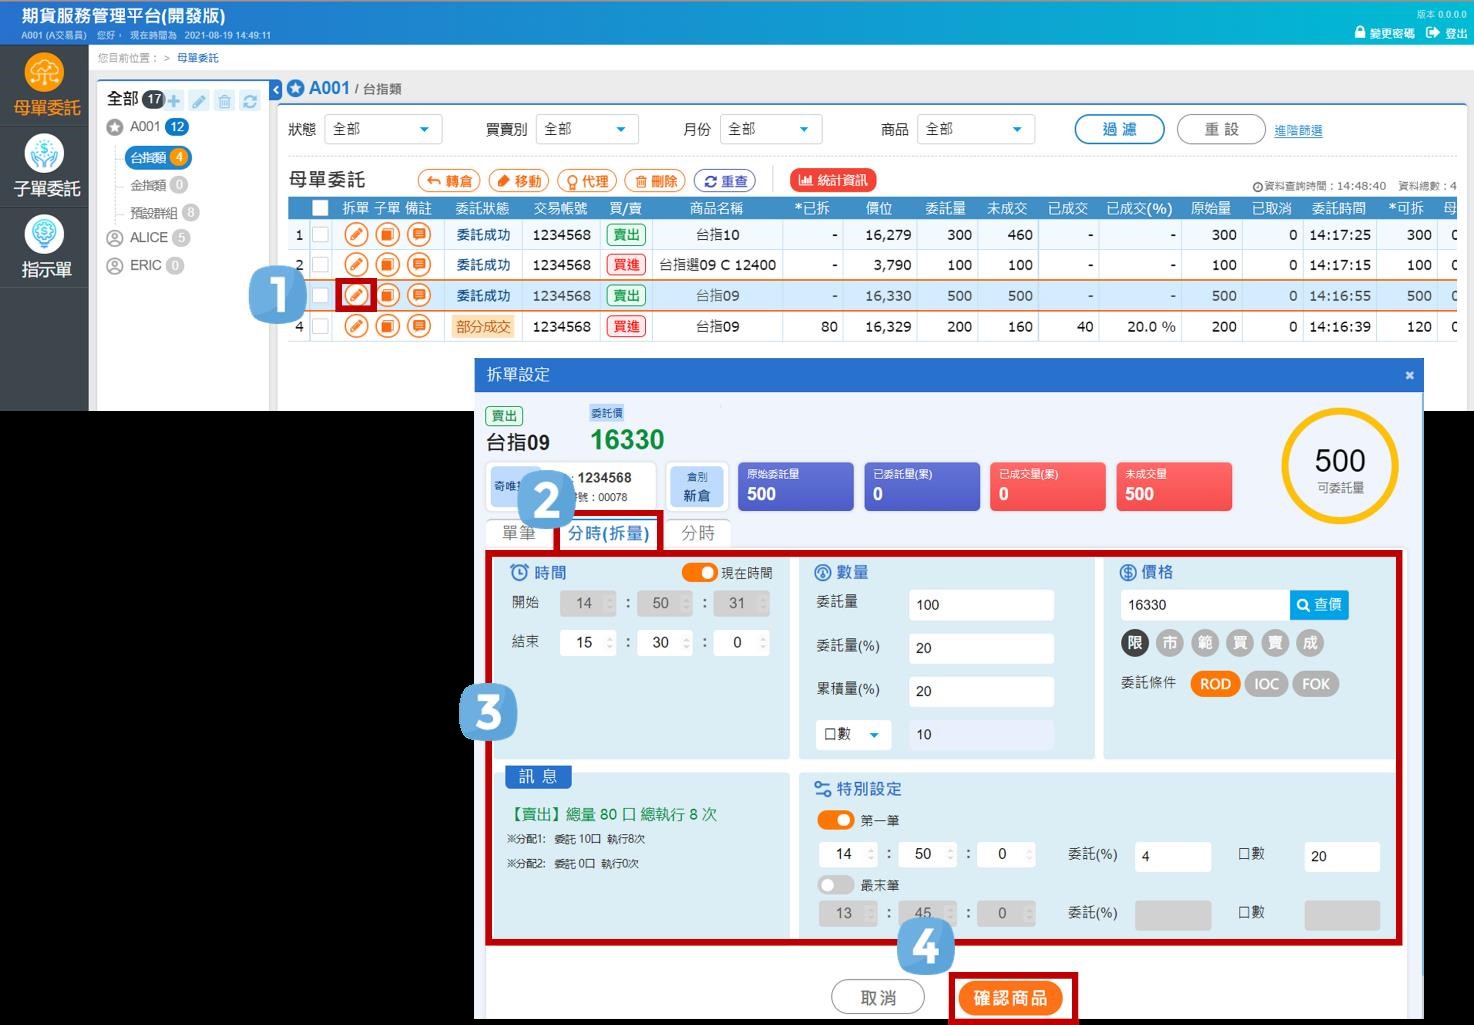 期貨服務管理平台(開發版)
版本 0.0.0.0
A001 (A交易員) 您好， 現在時間為 2021-08-19 14:49:11
變更密碼 登出
母單委託
子單委託
指示單
您目前位置： > 母單委託
全部 17
A001 12
台指類 4
金指類 0
預設群組 8
ALICE 5
ERIC 0
A001 / 台指類
狀態 全部 買賣別 全部 月份 全部 商品 全部 過濾 重設 進階篩選
母單委託 轉倉 移動 代理 刪除 重查 統計資訊 資料查詢時間：14:48:40 資料總數：4
拆單 子單 備註 委託狀態 交易帳號 買/賣 商品名稱 *已拆 價位 委託量 未成交 已成交 已成交(%) 原始量 已取消 委託時間 *可拆 母
1 委託成功 1234568 賣出 台指10 - 16,279 300 460 - - 300 0 14:17:25 300
2 委託成功 1234568 買進 台指選09 C 12400 - 3,790 100 100 - - 100 0 14:17:15 100
委託成功 1234568 賣出 台指09 - 16,330 500 500 - - 500 0 14:16:55 500
4 部分成交 1234568 買進 台指09 80 16,329 200 160 40 20.0 % 200 0 14:16:39 120
1
拆單設定 ×
賣出 委託價
台指09 16330
500
可委託量
奇唯 : 1234568
號：00078
倉別
新倉
原始委託量
500
已委託量(累)
0
已成交量(累)
0
未成交量
500
2
單筆 分時(拆量) 分時
3
時間 現在時間
開始 14 : 50 : 31
結束 15 : 30 : 0
數量
委託量 100
委託量(%) 20
累積量(%) 20
口數 10
價格
16330 查價
限 市 範 買 賣 成
委託條件 ROD IOC FOK
訊 息
【賣出】總量 80 口 總執行 8 次
※分配1: 委託 10口 執行8次
※分配2: 委託 0口 執行0次
特別設定
第一筆
14 : 50 : 0 委託(%) 4 口數 20
最末筆
13 : 45 : 0 委託(%) 口數
4
取消 確認商品